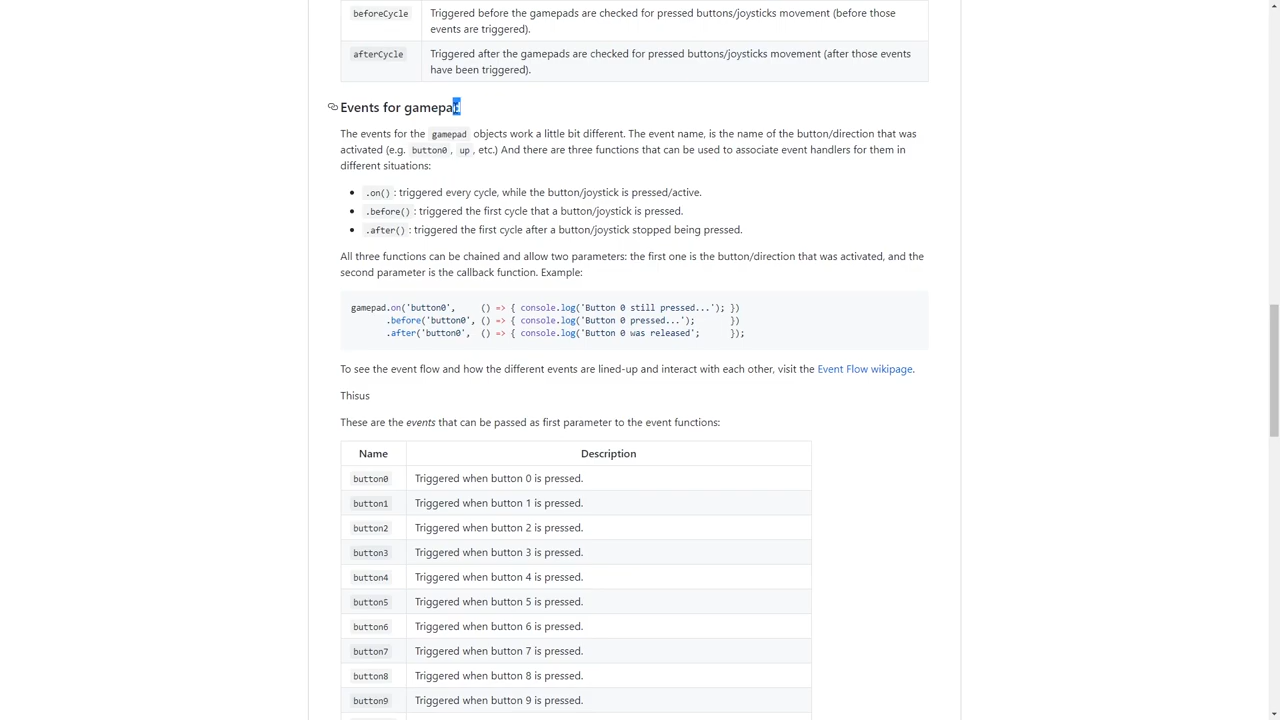 beforeCycle Triggered before the gamepads are checked for pressed buttons/joysticks movement (before those
events are triggered).
afterCycle Triggered after the gamepads are checked for pressed buttons/joysticks movement (after those events
have been triggered).
Events for gamepad
The events for the gamepad objects work a little bit different. The event name, is the name of the button/direction that was
activated (e.g. button0, up, etc.) And there are three functions that can be used to associate event handlers for them in
different situations:
.on() : triggered every cycle, while the button/joystick is pressed/active.
.before() : triggered the first cycle that a button/joystick is pressed.
.after() : triggered the first cycle after a button/joystick stopped being pressed.
All three functions can be chained and allow two parameters: the first one is the button/direction that was activated, and the
second parameter is the callback function. Example:
gamepad.on('button0', () => { console.log('Button 0 still pressed...'); })
.before('button0', () => { console.log('Button 0 pressed...'); })
.after('button0', () => { console.log('Button 0 was released'; });
To see the event flow and how the different events are lined-up and interact with each other, visit the Event Flow wikipage.
Thisus
These are the events that can be passed as first parameter to the event functions:
Name Description
button0 Triggered when button 0 is pressed.
button1 Triggered when button 1 is pressed.
button2 Triggered when button 2 is pressed.
button3 Triggered when button 3 is pressed.
button4 Triggered when button 4 is pressed.
button5 Triggered when button 5 is pressed.
button6 Triggered when button 6 is pressed.
button7 Triggered when button 7 is pressed.
button8 Triggered when button 8 is pressed.
button9 Triggered when button 9 is pressed.